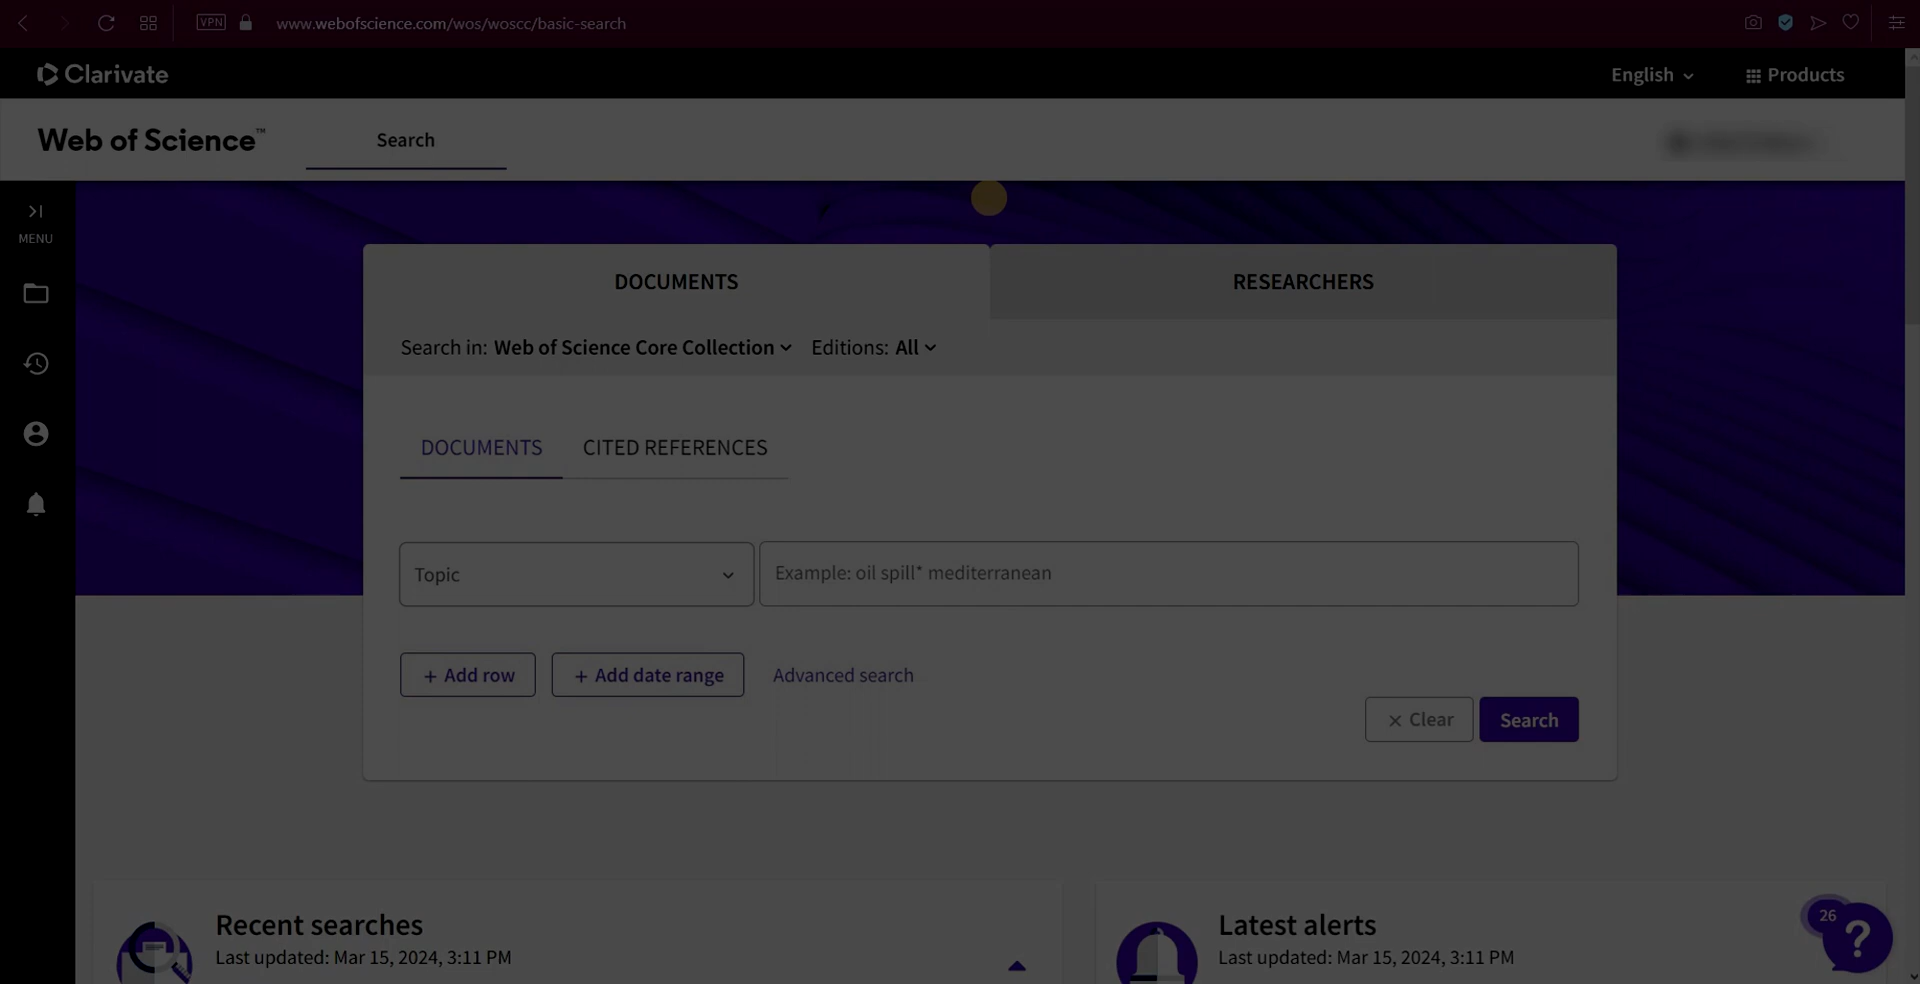 VPN
www.webofscience.com/wos/woscc/basic-search
Clarivate
English
Products
Web of Science™
Search
MENU
DOCUMENTS
RESEARCHERS
Search in: Web of Science Core Collection
Editions: All
DOCUMENTS
CITED REFERENCES
Topic
Example: oil spill* mediterranean
+ Add row
+ Add date range
Advanced search
× Clear
Search
Recent searches
Last updated: Mar 15, 2024, 3:11 PM
Latest alerts
Last updated: Mar 15, 2024, 3:11 PM
26
?